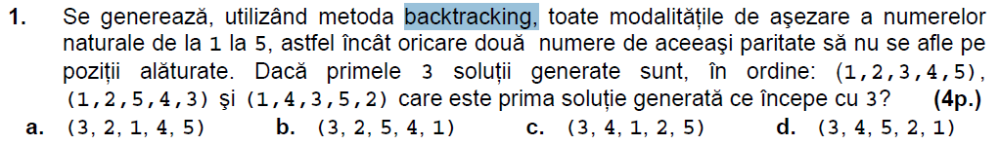 1. Se generează, utilizând metoda backtracking, toate modalităţile de aşezare a numerelor
naturale de la 1 la 5, astfel încât oricare două numere de aceeaşi paritate să nu se afle pe
poziţii alăturate. Dacă primele 3 soluţii generate sunt, în ordine: (1,2,3,4,5),
(1,2,5,4,3) şi (1,4,3,5,2) care este prima soluţie generată ce începe cu 3? (4p.)
a. (3,2,1,4,5) b. (3,2,5,4,1) c. (3,4,1,2,5) d. (3,4,5,2,1)